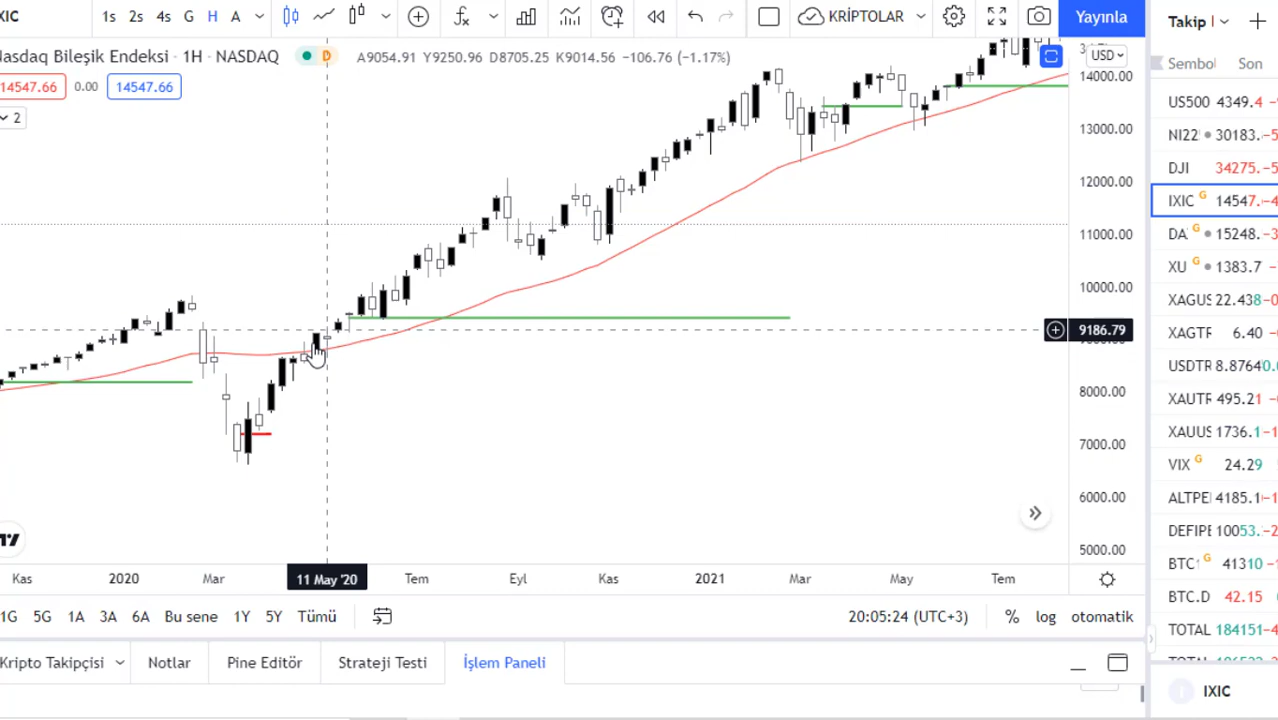 XIC 1s 2s 4s G H A KRİPTOLAR Yayınla Takip l
Nasdaq Bileşik Endeksi · 1H · NASDAQ D A9054.91 Y9250.96 D8705.25 K9014.56 −106.76 (−1.17%)
USD
Sembol Son
14547.66 0.00 14547.66
2
14000.00
13000.00
12000.00
11000.00
10000.00
9186.79
8000.00
7000.00
6000.00
5000.00
US500 4349.4
NI22 30183.
DJI 34275.
IXIC G 14547.
DA G 15248.
XU G 1383.7
XAGUS 22.438
XAGTR 6.40
USDTR 8.8764
XAUTR 495.21
XAUUS 1736.1
VIX G 24.29
ALTPE 4185.1
DEFIPE 10053.
BTC G 41310
BTC.D 42.15
TOTAL 184151
Kas 2020 Mar 11 May '20 Tem Eyl Kas 2021 Mar May Tem
1G 5G 1A 3A 6A Bu sene 1Y 5Y Tümü 20:05:24 (UTC+3) % log otomatik
Kripto Takipçisi Notlar Pine Editör Strateji Testi İşlem Paneli
IXIC